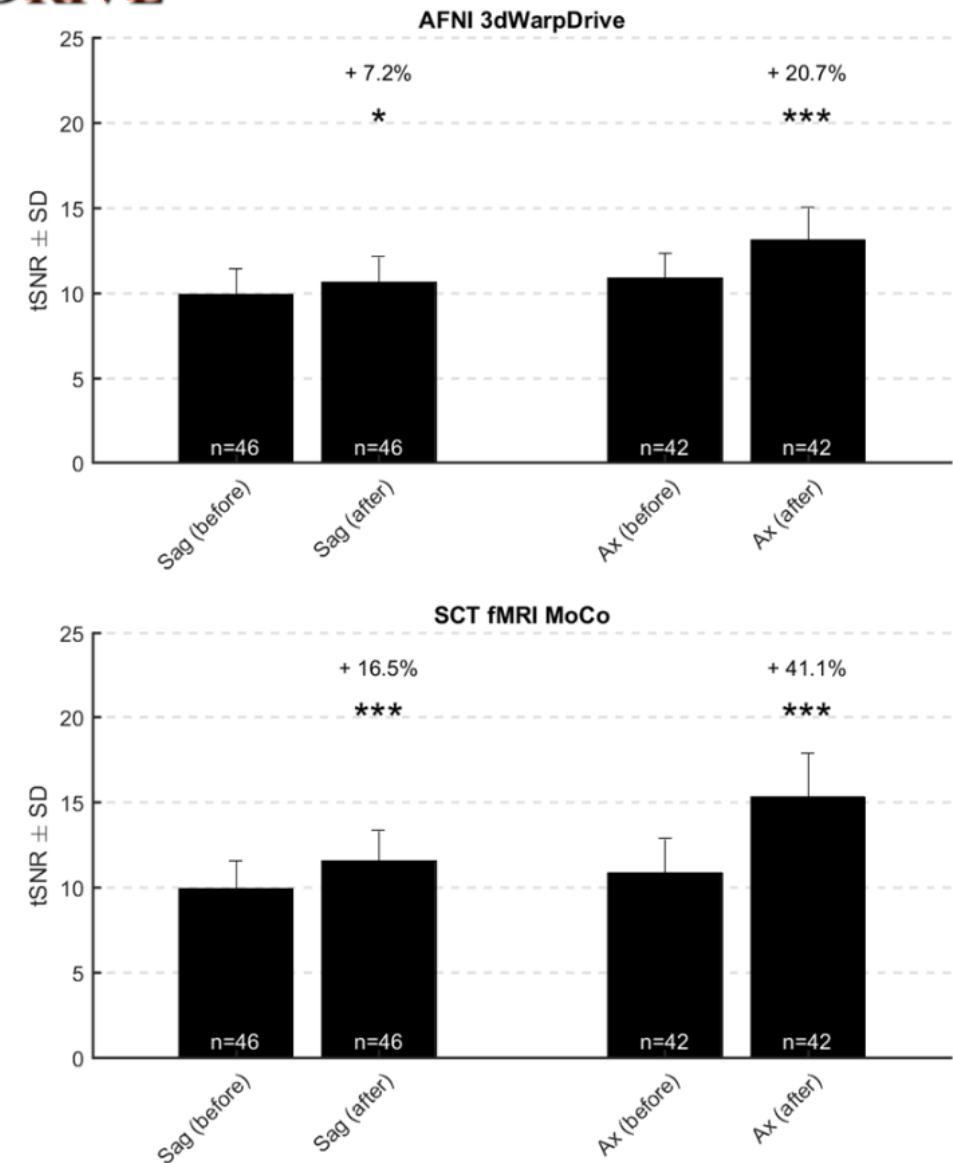 AFNI 3dWarpDrive
25
+ 7.2%
+ 20.7%
*
***
20
15
tSNR ± SD
10
5
n=46
n=46
n=42
n=42
0
Sag (before)
Sag (after)
Ax (before)
Ax (after)
SCT fMRI MoCo
25
+ 16.5%
+ 41.1%
***
***
20
15
tSNR ± SD
10
5
n=46
n=46
n=42
n=42
0
Sag (before)
Sag (after)
Ax (before)
Ax (after)